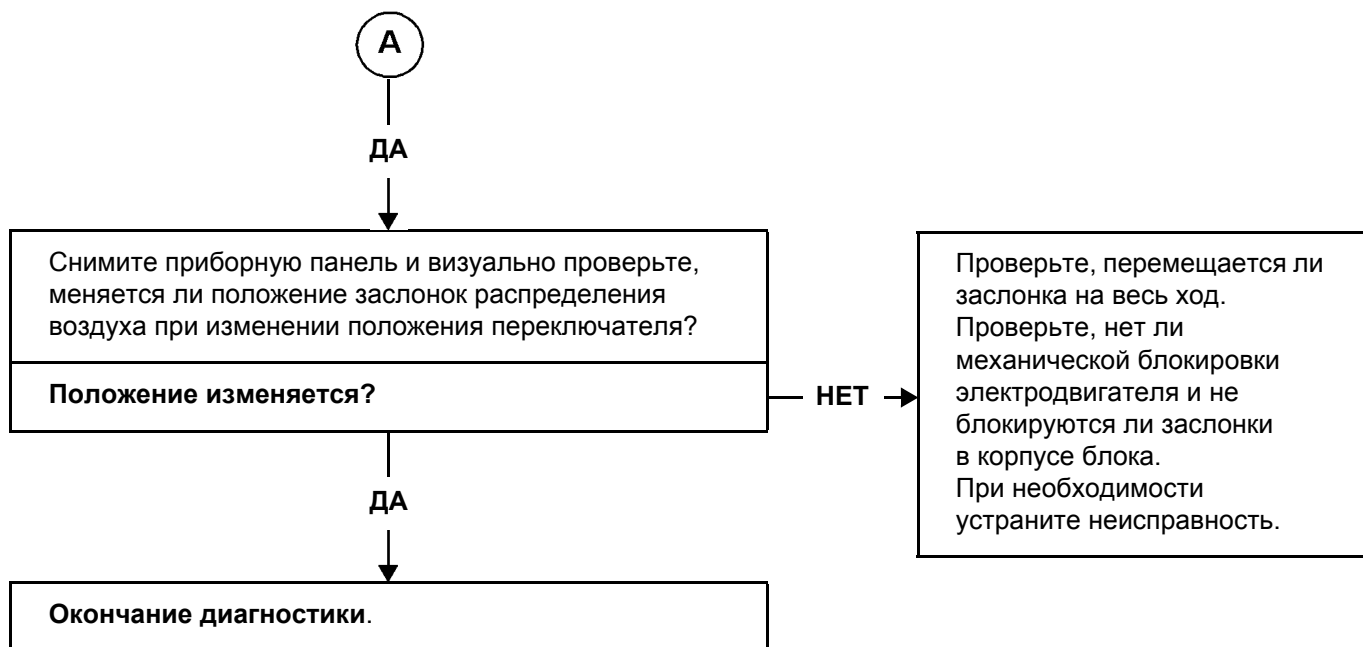 А
ДА
Снимите приборную панель и визуально проверьте,
меняется ли положение заслонок распределения
воздуха при изменении положения переключателя?
Положение изменяется?
НЕТ
Проверьте, перемещается ли
заслонка на весь ход.
Проверьте, нет ли
механической блокировки
электродвигателя и не
блокируются ли заслонки
в корпусе блока.
При необходимости
устраните неисправность.
ДА
Окончание диагностики.